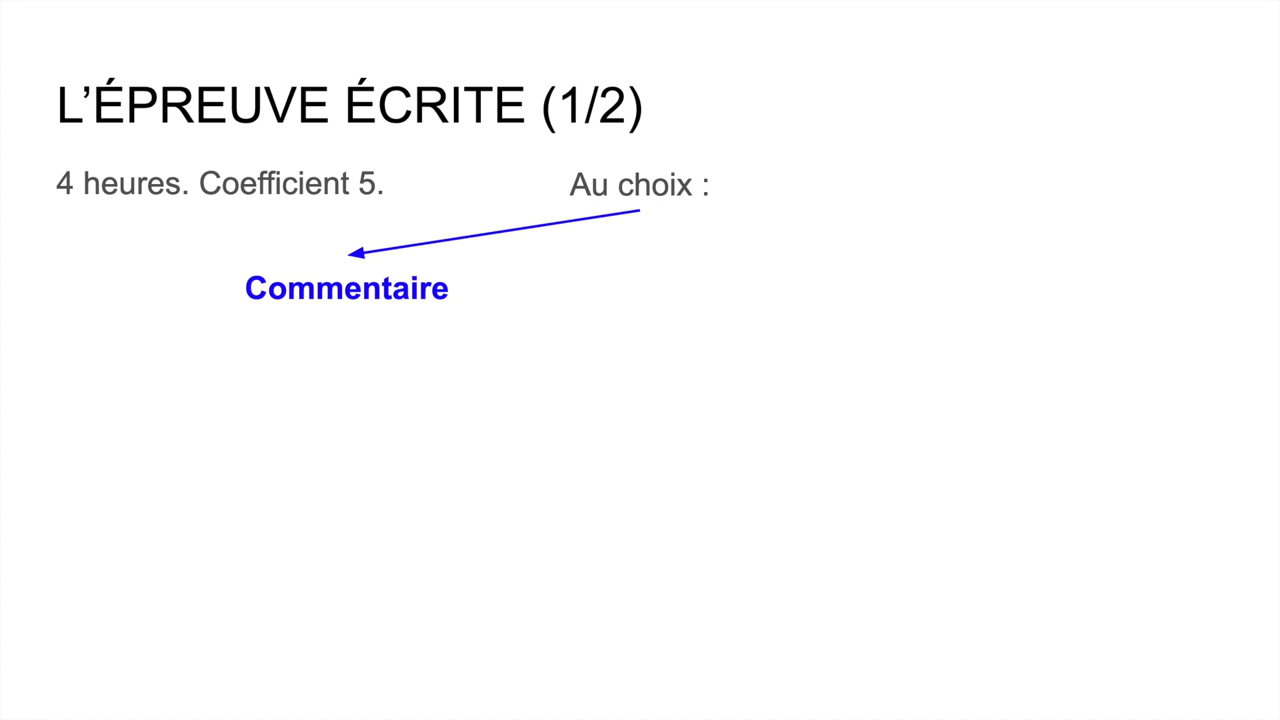 L’ÉPREUVE ÉCRITE (1/2)
4 heures. Coefficient 5.
Au choix :
Commentaire